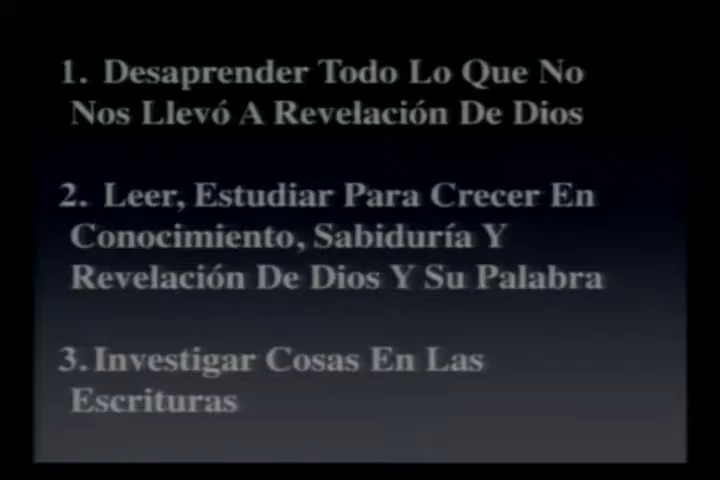 1. Desaprender Todo Lo Que No
Nos Llevó A Revelación De Dios
2. Leer, Estudiar Para Crecer En
Conocimiento, Sabiduría Y
Revelación De Dios Y Su Palabra
3. Investigar Cosas En Las
Escrituras